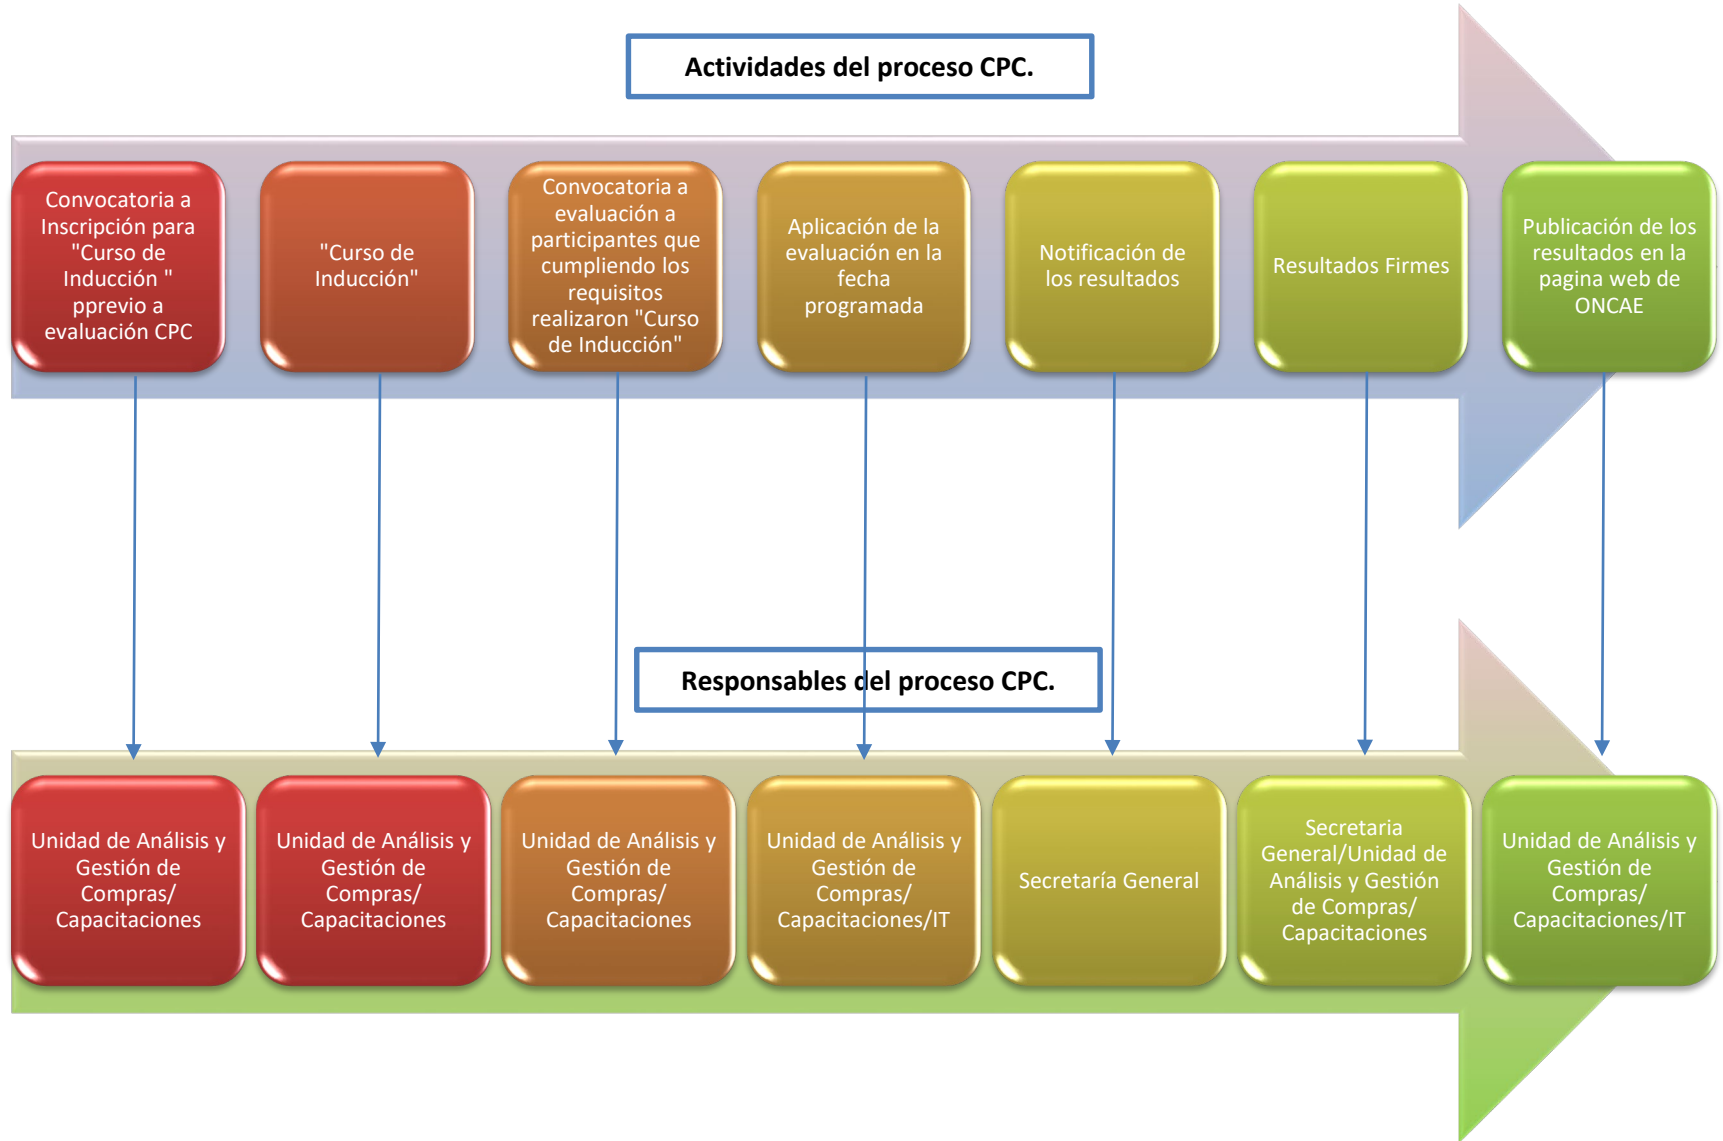 Actividades del proceso CPC.
Convocatoria a
Inscripción para
"Curso de
Inducción "
pprevio a
evaluación CPC
"Curso de
Inducción"
Convocatoria a
evaluación a
participantes que
cumpliendo los
requisitos
realizaron "Curso
de Inducción"
Aplicación de la
evaluación en la
fecha
programada
Notificación de
los resultados
Resultados Firmes
Publicación de los
resultados en la
pagina web de
ONCAE
Responsables del proceso CPC.
Unidad de Análisis y
Gestión de
Compras/
Capacitaciones
Unidad de Análisis y
Gestión de
Compras/
Capacitaciones
Unidad de Análisis y
Gestión de
Compras/
Capacitaciones
Unidad de Análisis y
Gestión de
Compras/
Capacitaciones/IT
Secretaría General
Secretaria
General/Unidad de
Análisis y Gestión
de Compras/
Capacitaciones
Unidad de Análisis y
Gestión de
Compras/
Capacitaciones/IT